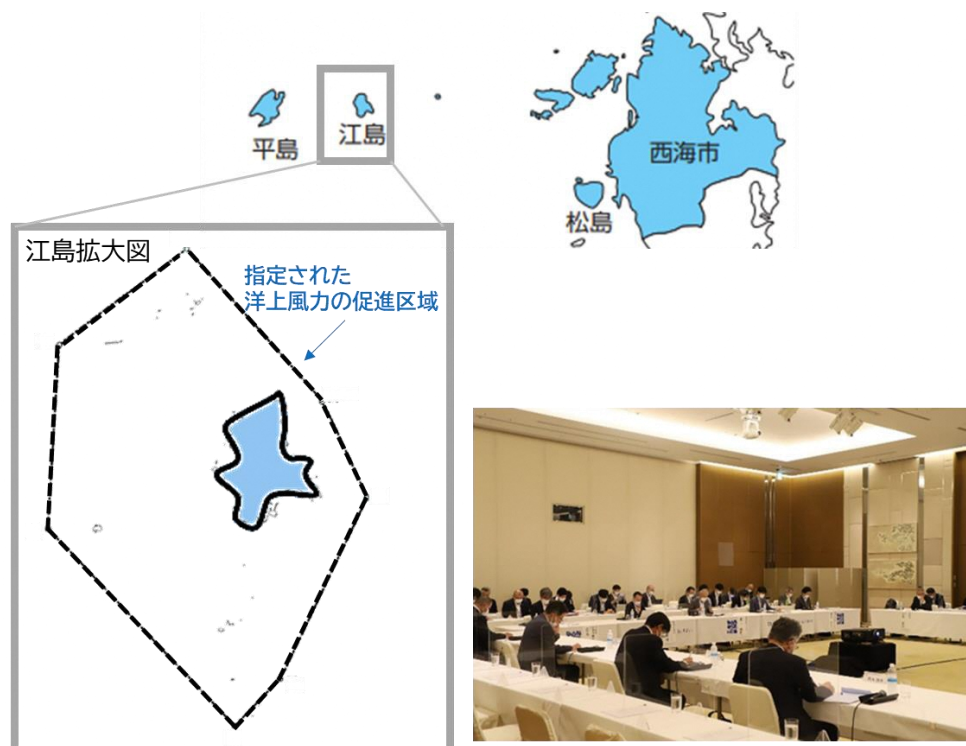 平島
江島
西海市
松島
江島拡大図
指定された
洋上風力の促進区域